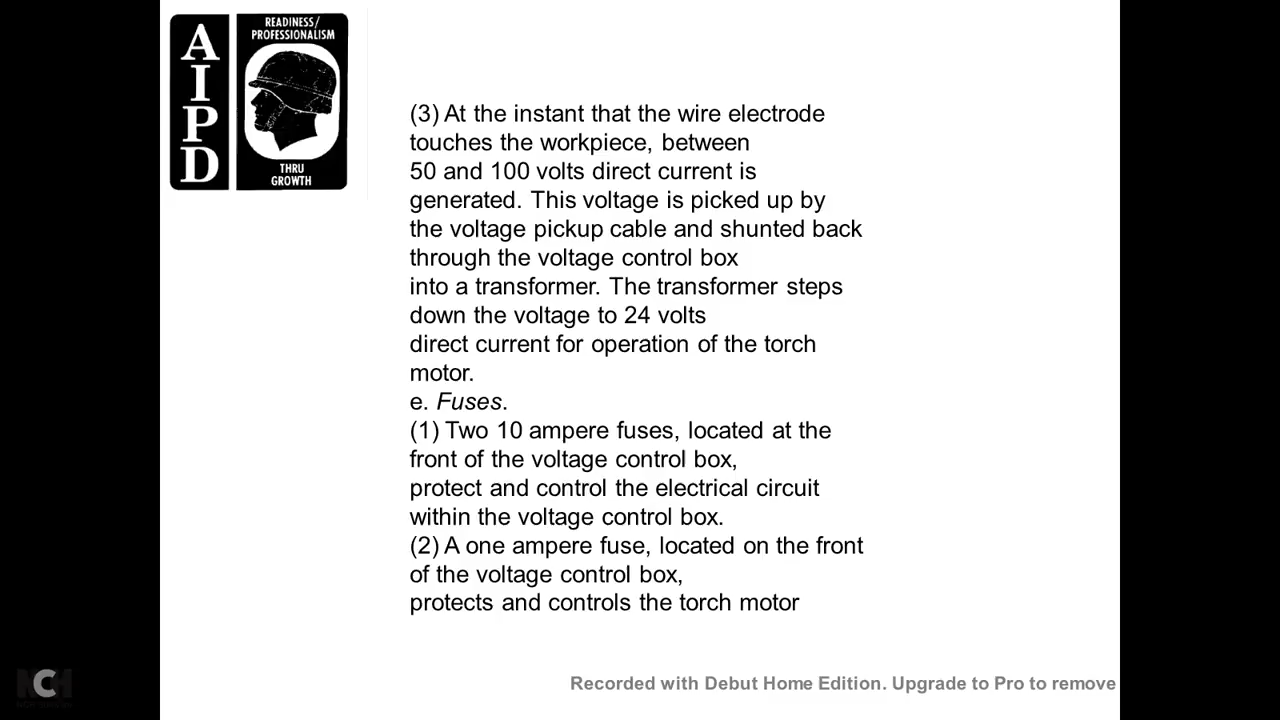 AIPD
READINESS/
PROFESSIONALISM
THRU
GROWTH
(3) At the instant that the wire electrode
touches the workpiece, between
50 and 100 volts direct current is
generated. This voltage is picked up by
the voltage pickup cable and shunted back
through the voltage control box
into a transformer. The transformer steps
down the voltage to 24 volts
direct current for operation of the torch
motor.
e. Fuses.
(1) Two 10 ampere fuses, located at the
front of the voltage control box,
protect and control the electrical circuit
within the voltage control box.
(2) A one ampere fuse, located on the front
of the voltage control box,
protects and controls the torch motor
NCH
Recorded with Debut Home Edition. Upgrade to Pro to remove